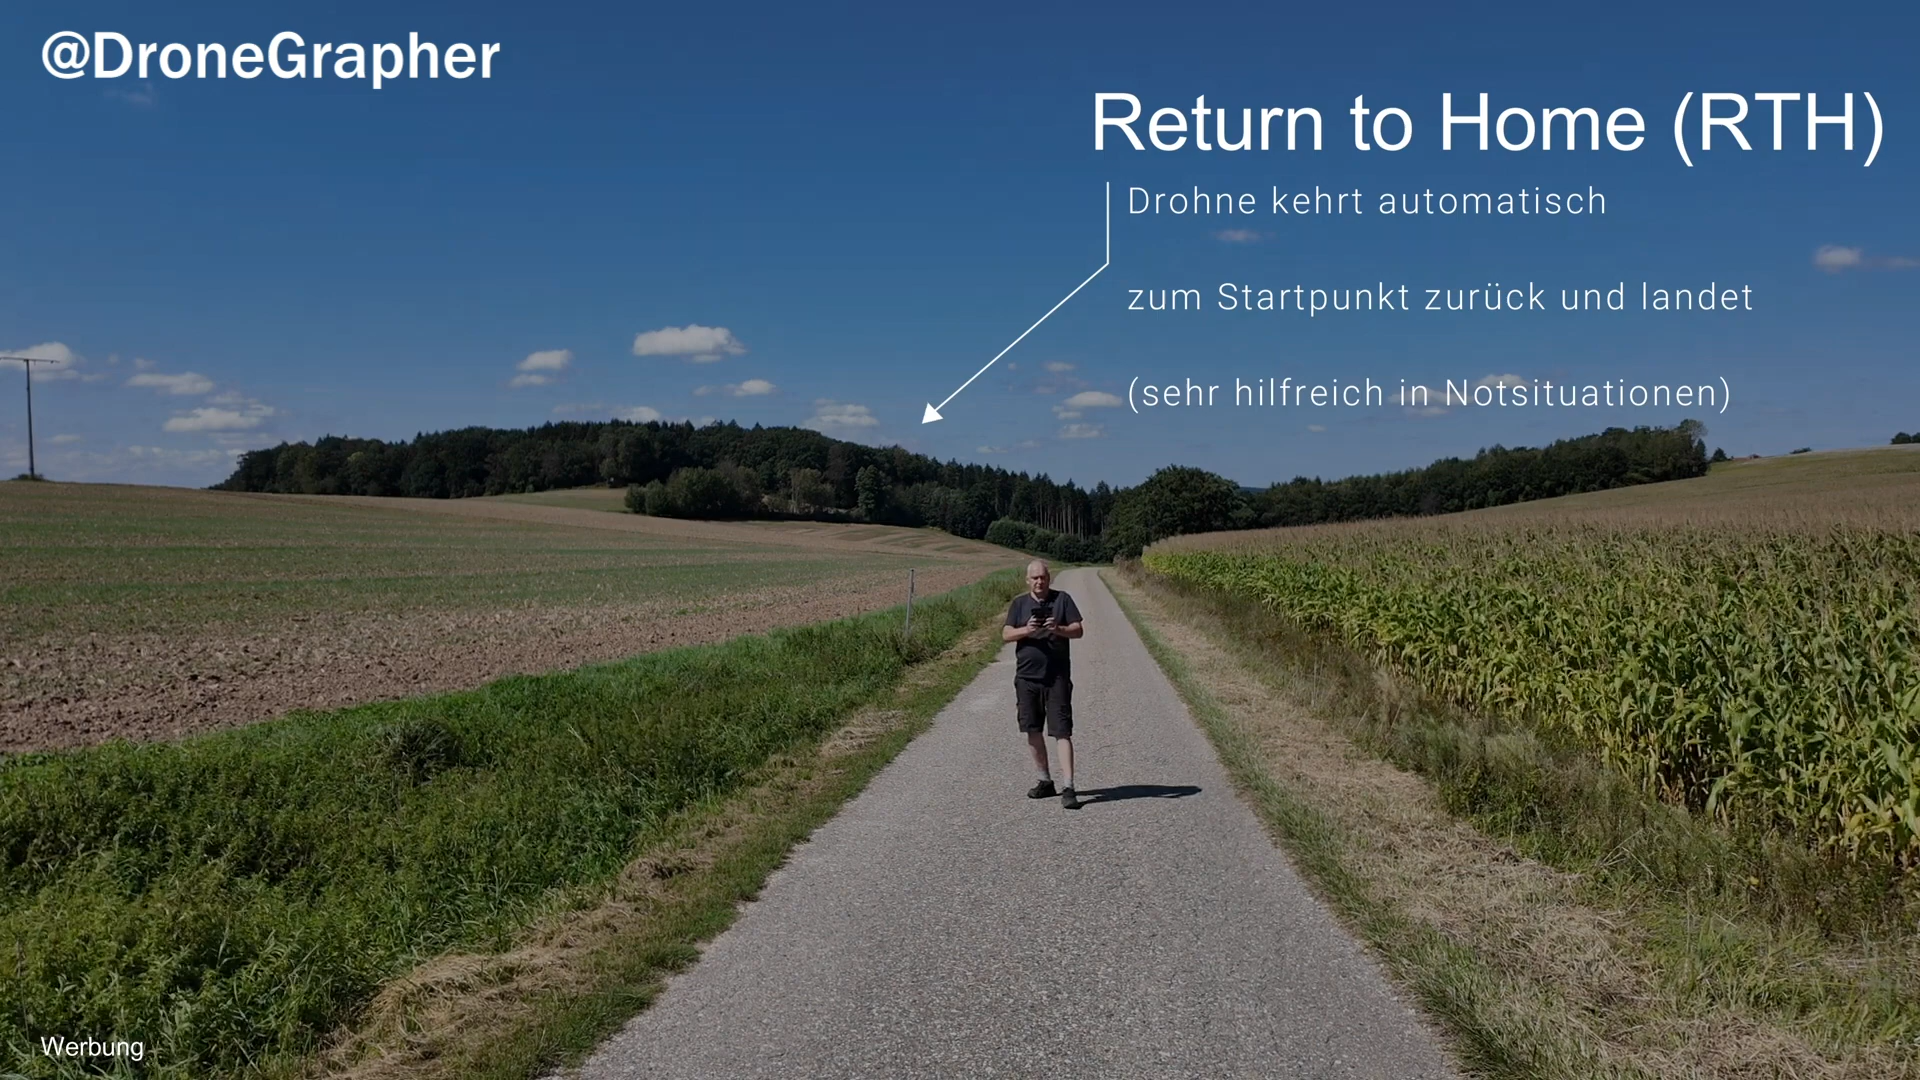 @DroneGrapher
Return to Home (RTH)
Drohne kehrt automatisch
zum Startpunkt zurück und landet
(sehr hilfreich in Notsituationen)
Werbung